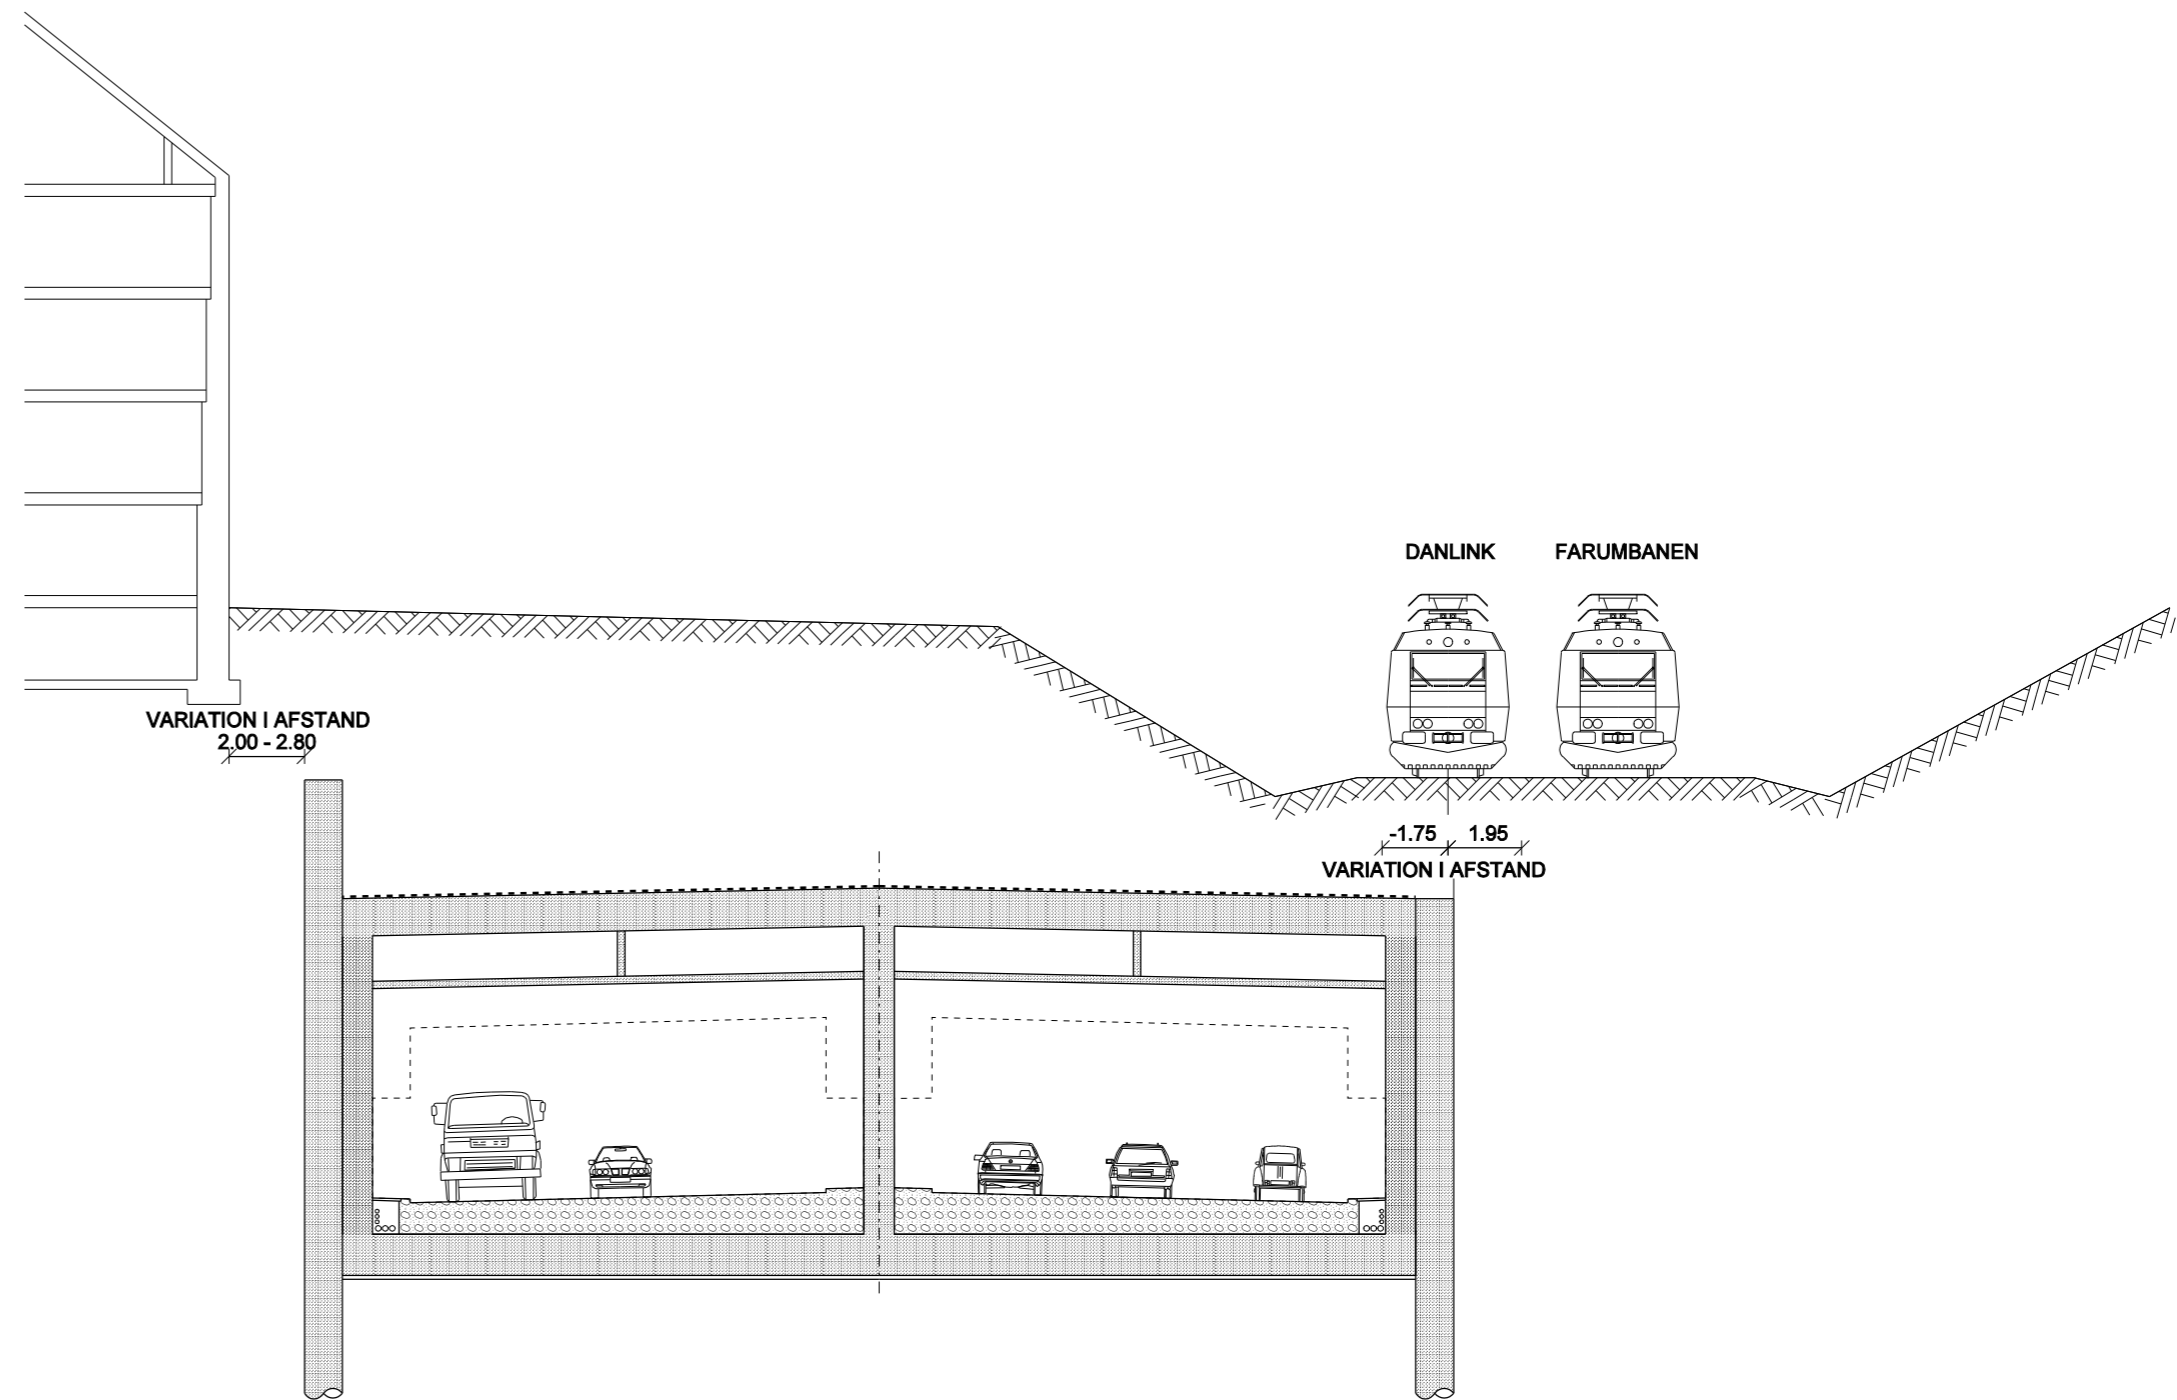 DANLINK
FARUMBANEN
VARIATION I AFSTAND
2.00 - 2.80
-1.75
1.95
VARIATION I AFSTAND